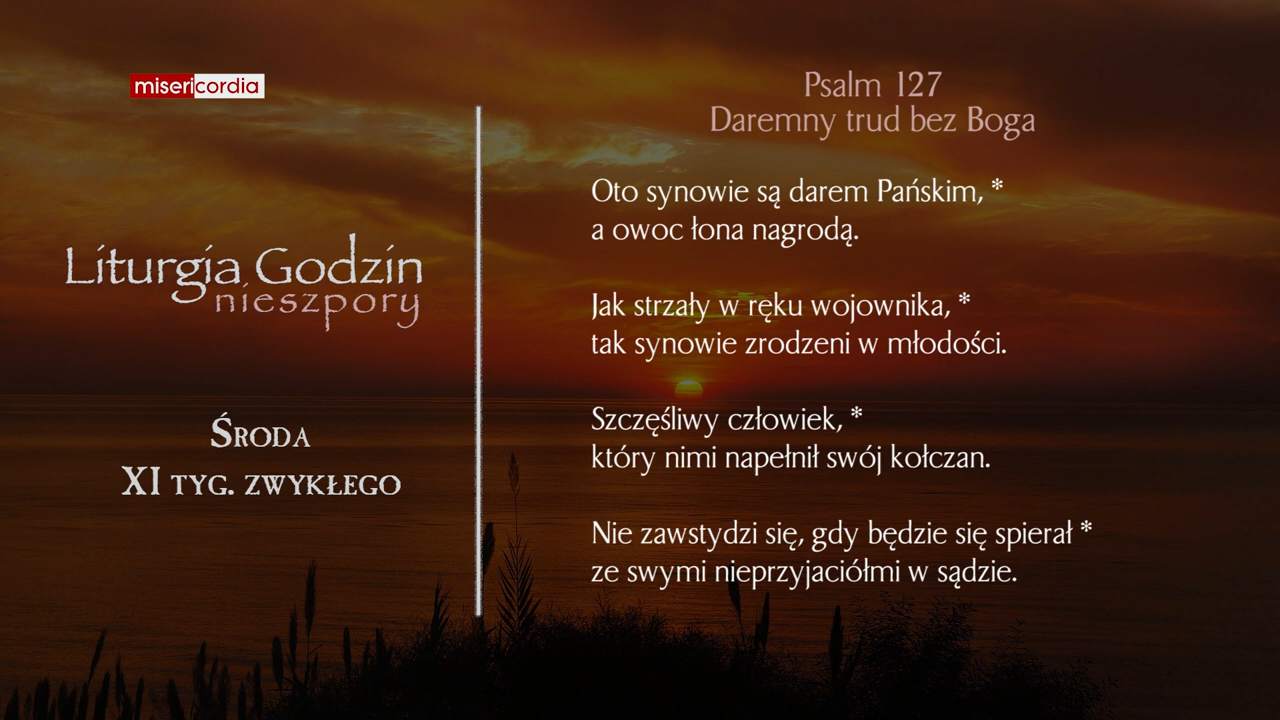 misericordia
Liturgia Godzin
nieszpory
Środa
XI tyg. zwykłego
Psalm 127
Daremny trud bez Boga
Oto synowie są darem Pańskim, *
a owoc łona nagrodą.
Jak strzały w ręku wojownika, *
tak synowie zrodzeni w młodości.
Szczęśliwy człowiek, *
który nimi napełnił swój kołczan.
Nie zawstydzi się, gdy będzie się spierał *
ze swymi nieprzyjaciółmi w sądzie.